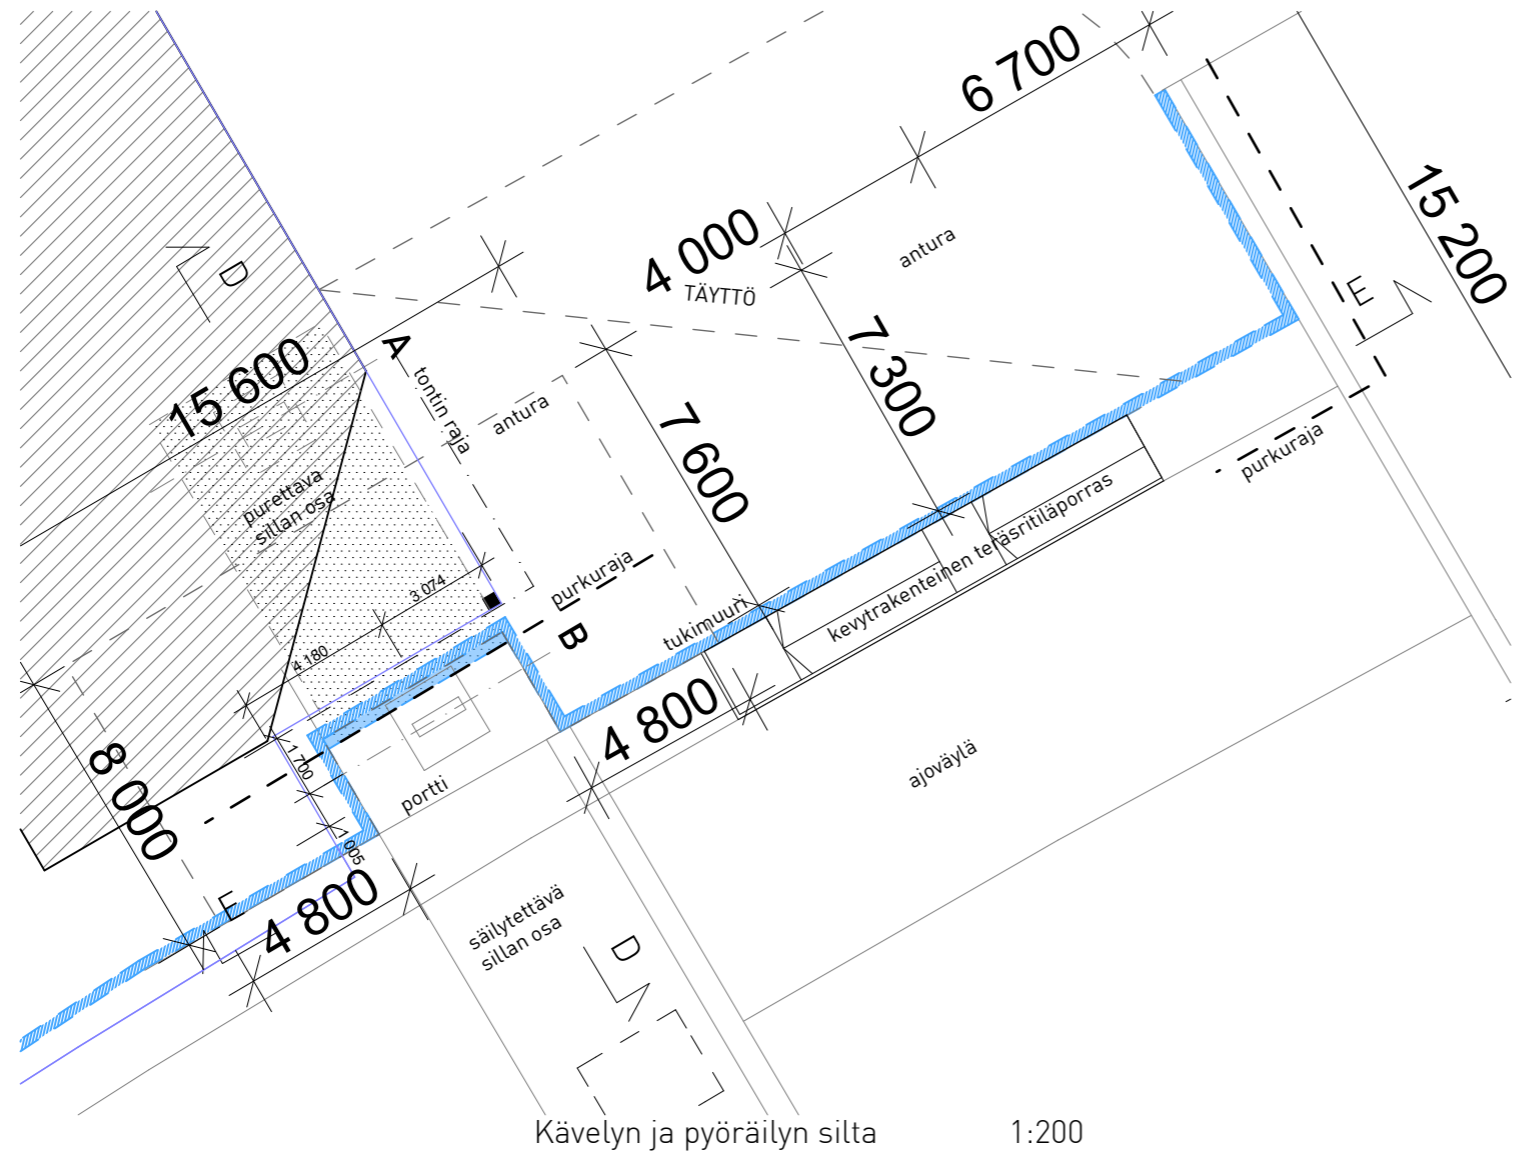 6 700
15 200
4 000
TÄYTTÖ
antura
D
E
15 600
A
tontin raja
antura
7 300
7 600
purettava
sillan osa
purkuraja
purkuraja
3 074
B
kevytrakenteinen teräsritiläporras
tukimuuri
4 180
4 800
1 700
8 000
portti
ajoväylä
1 005
E
4 800
säilytettävä
sillan osa
D
Kävelyn ja pyöräilyn silta 1:200